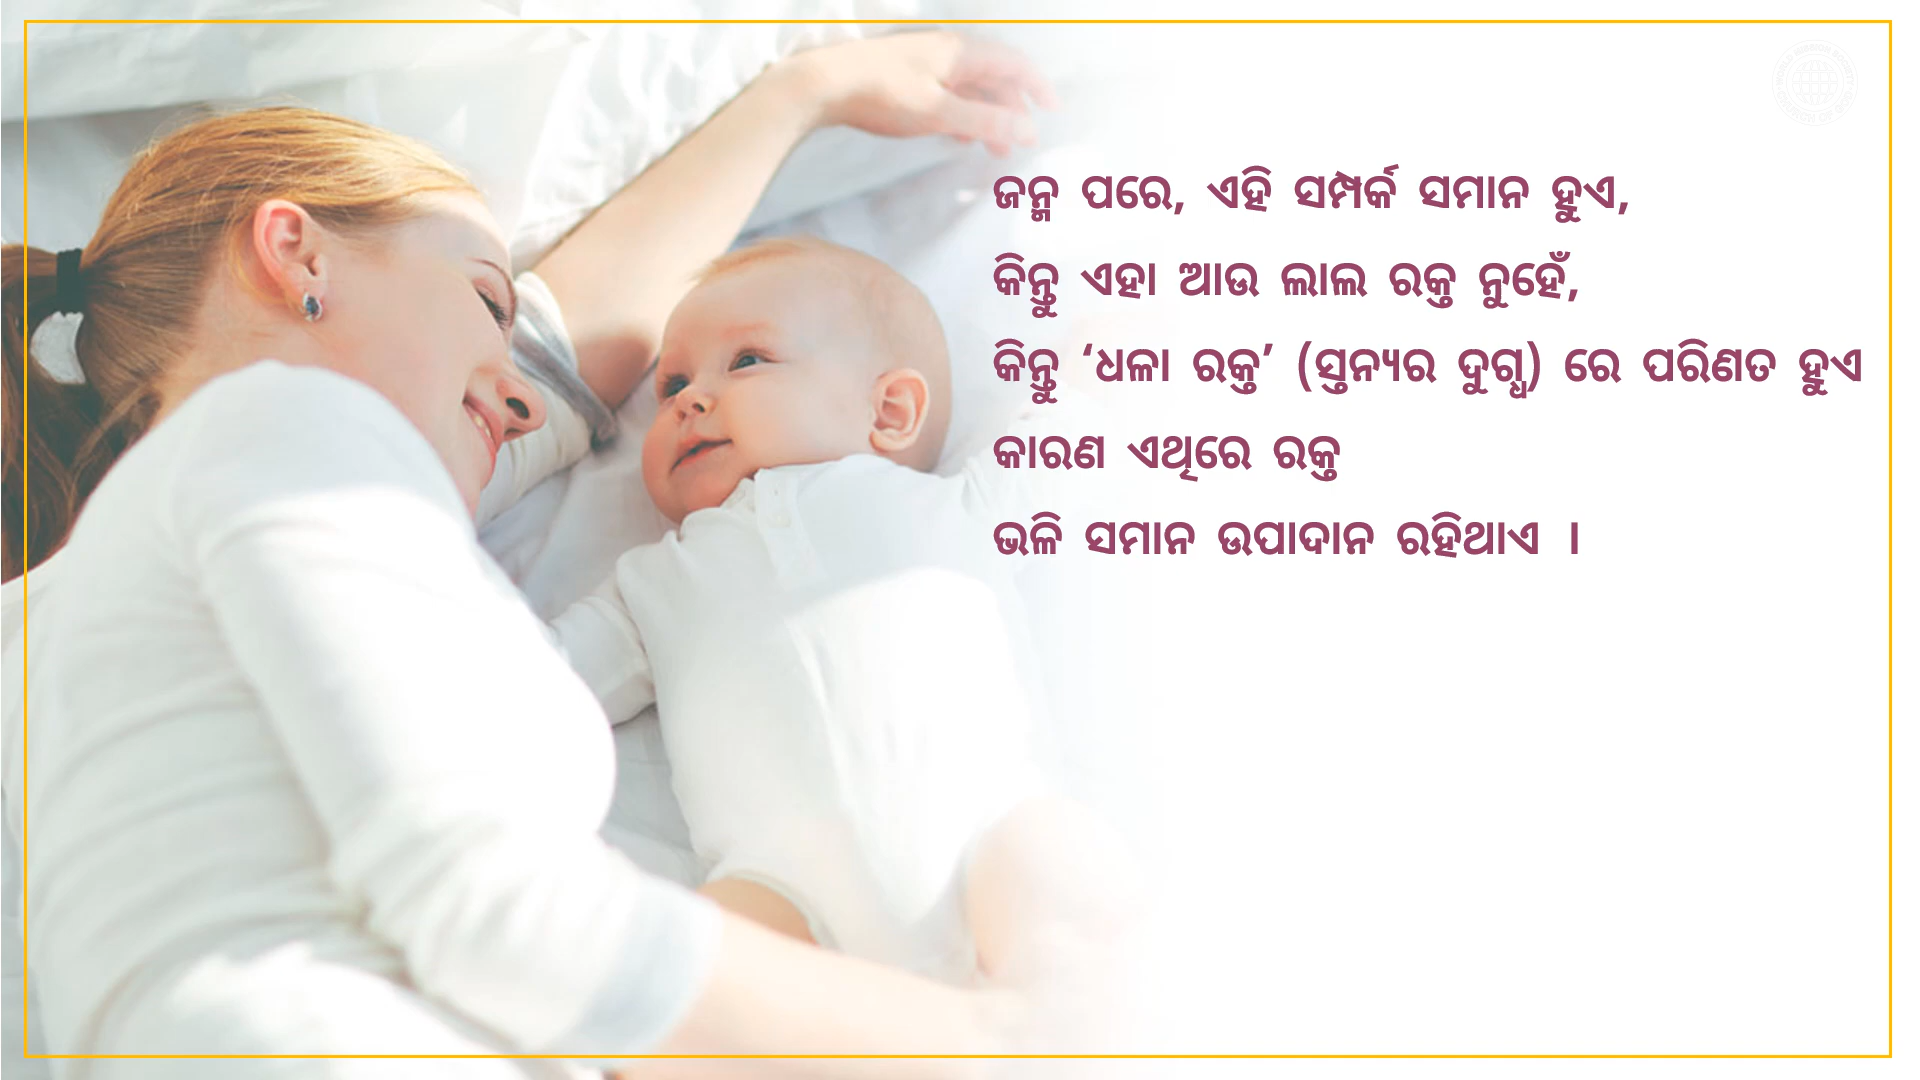 ଜନ୍ମ ପରେ, ଏହି ସମ୍ପର୍କ ସମାନ ହୁଏ,
କିନ୍ତୁ ଏହା ଆଉ ଲାଲ ରକ୍ତ ନୁହେଁ,
କିନ୍ତୁ ‘ଧଳା ରକ୍ତ’ (ସ୍ତନ୍ୟର ଦୁଗ୍ଧ) ରେ ପରିଣତ ହୁଏ
କାରଣ ଏଥିରେ ରକ୍ତ
ଭଳି ସମାନ ଉପାଦାନ ରହିଥାଏ ।